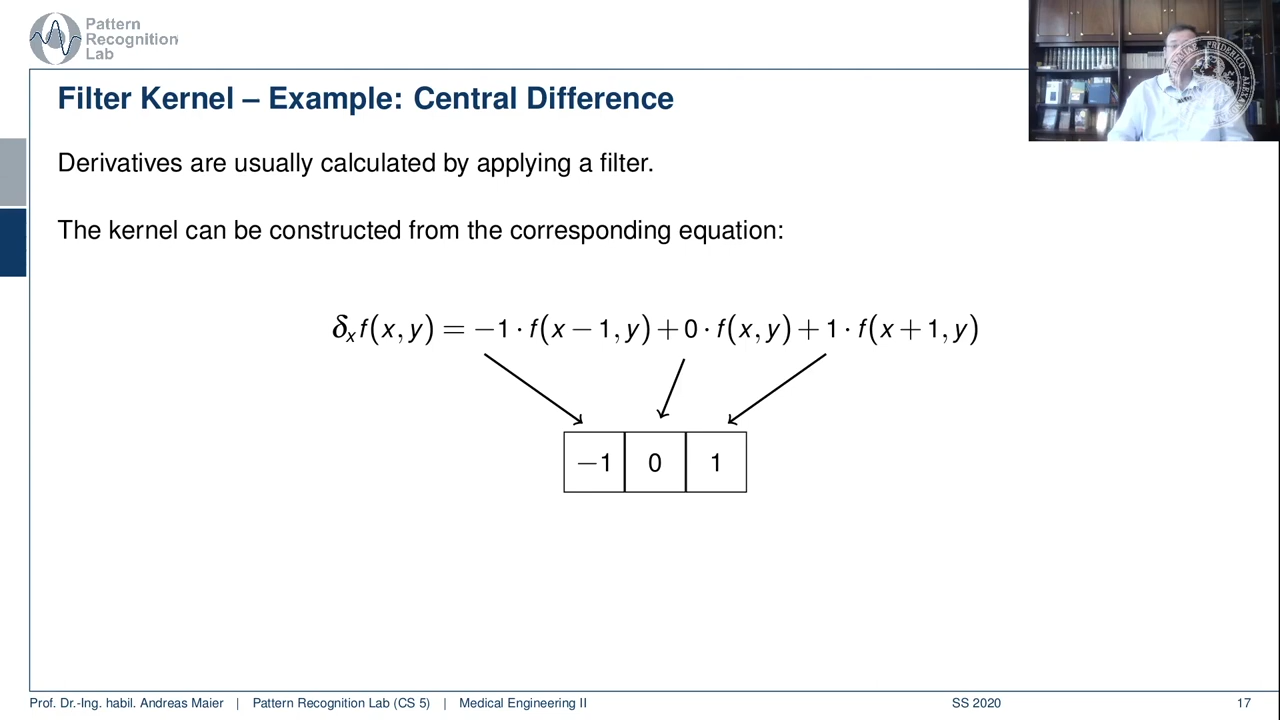 Pattern
Recognition
Lab
Filter Kernel – Example: Central Difference
Derivatives are usually calculated by applying a filter.
The kernel can be constructed from the corresponding equation:
δₓf(x, y) = −1 · f(x − 1, y) + 0 · f(x, y) + 1 · f(x + 1, y)
−1 0 1
Prof. Dr.-Ing. habil. Andreas Maier | Pattern Recognition Lab (CS 5) | Medical Engineering II SS 2020 17